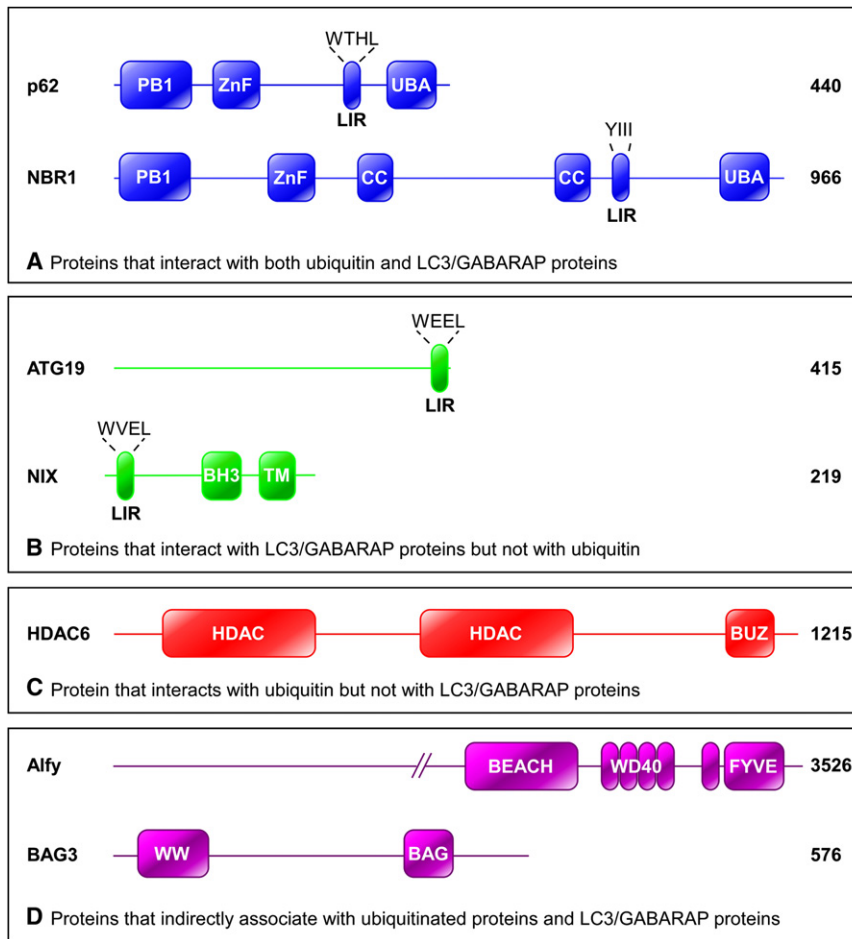 WTHL
p62 PB1 ZnF UBA 440
LIR
YIII
NBR1 PB1 ZnF CC CC UBA 966
LIR
A Proteins that interact with both ubiquitin and LC3/GABARAP proteins
WEEL
ATG19 415
LIR
WVEL
NIX BH3 TM 219
LIR
B Proteins that interact with LC3/GABARAP proteins but not with ubiquitin
HDAC6 HDAC HDAC BUZ 1215
C Protein that interacts with ubiquitin but not with LC3/GABARAP proteins
Alfy BEACH WD40 FYVE 3526
BAG3 WW BAG 576
D Proteins that indirectly associate with ubiquitinated proteins and LC3/GABARAP proteins